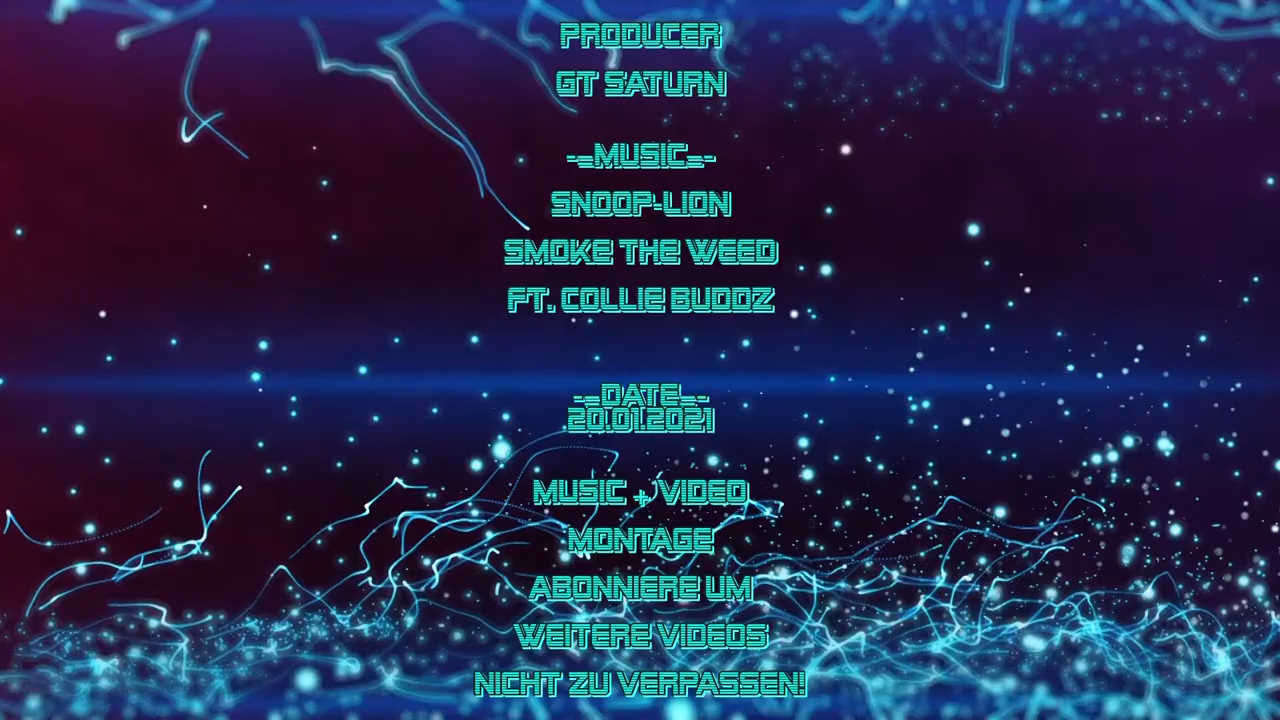 PRODUCER
GT SATURN
-=MUSIC=-
SNOOP-LION
SMOKE THE WEED
FT. COLLIE BUDDZ
-=DATE=-
20.01.2021
MUSIC + VIDEO
MONTAGE
ABONNIERE UM
WEITERE VIDEOS
NICHT ZU VERPASSEN!